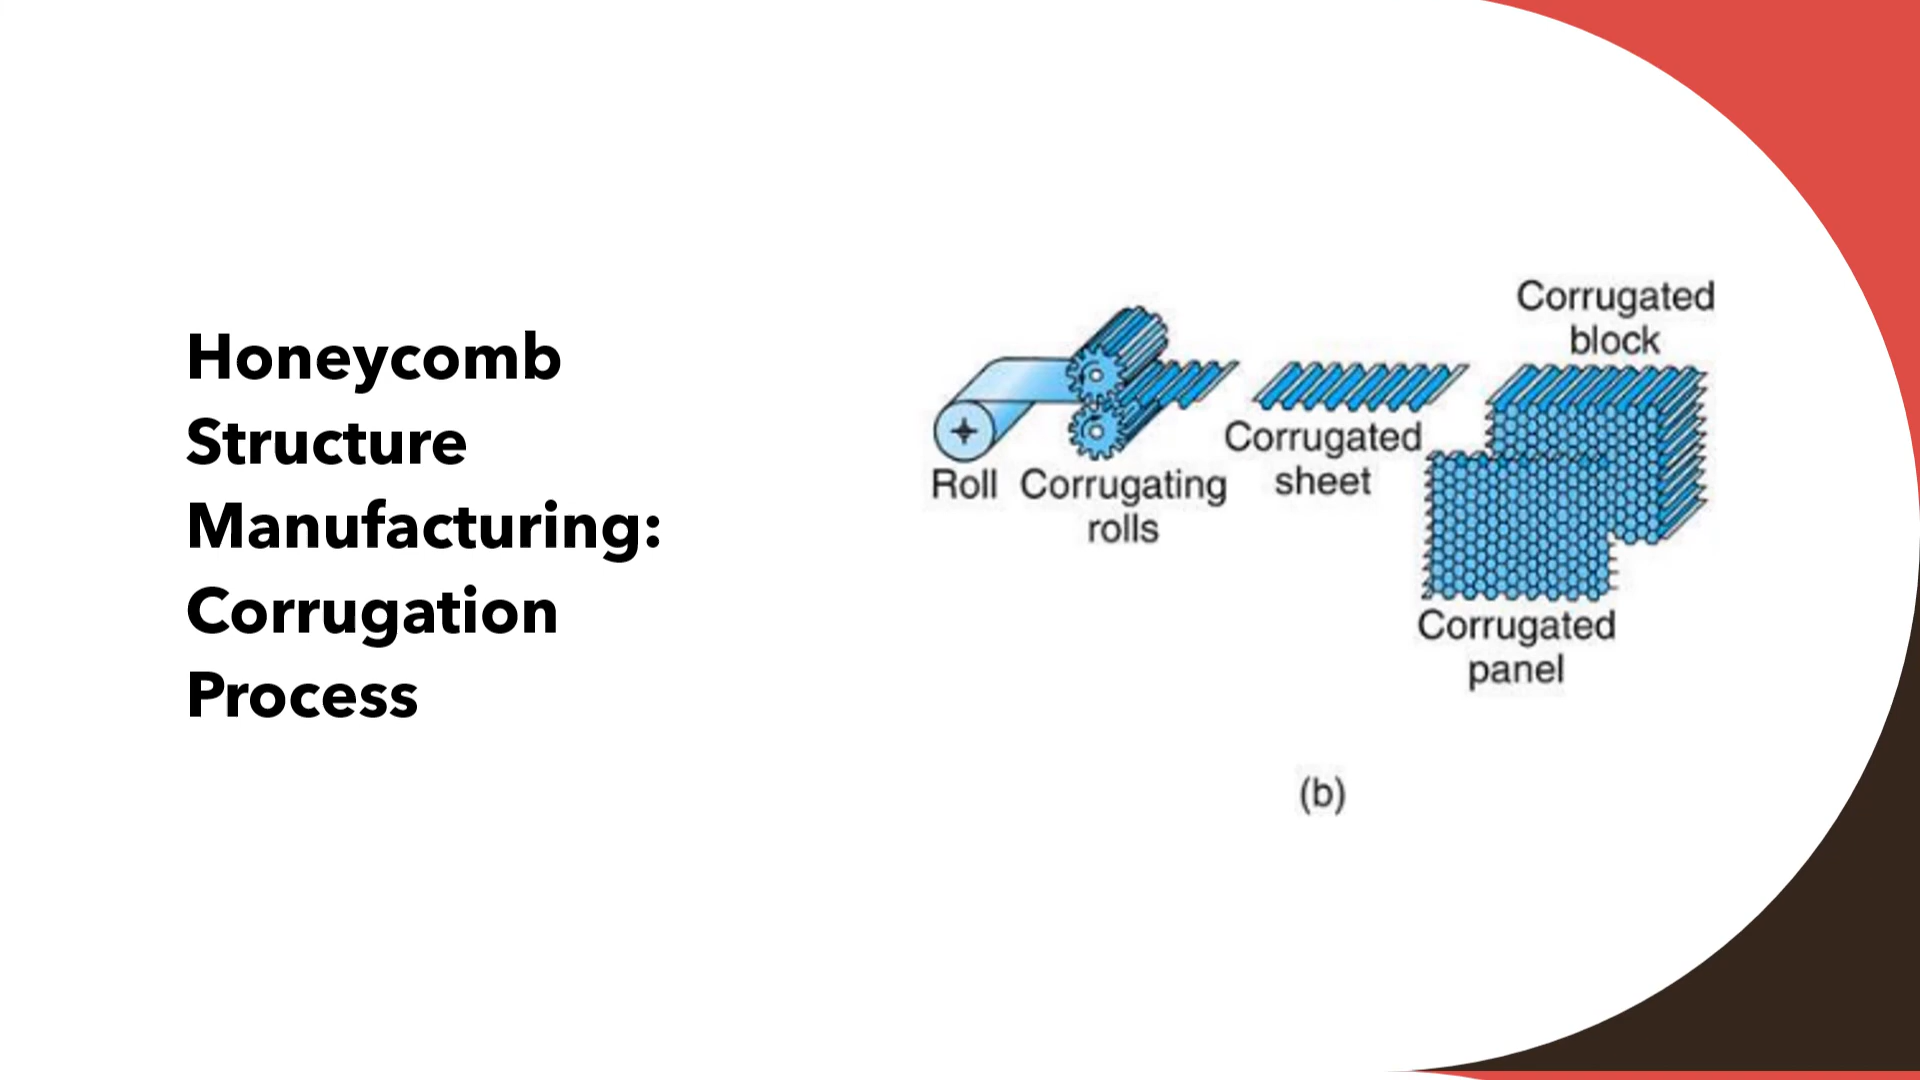 Honeycomb
Structure
Manufacturing:
Corrugation
Process
Roll
Corrugating
rolls
Corrugated
sheet
Corrugated
block
Corrugated
panel
(b)